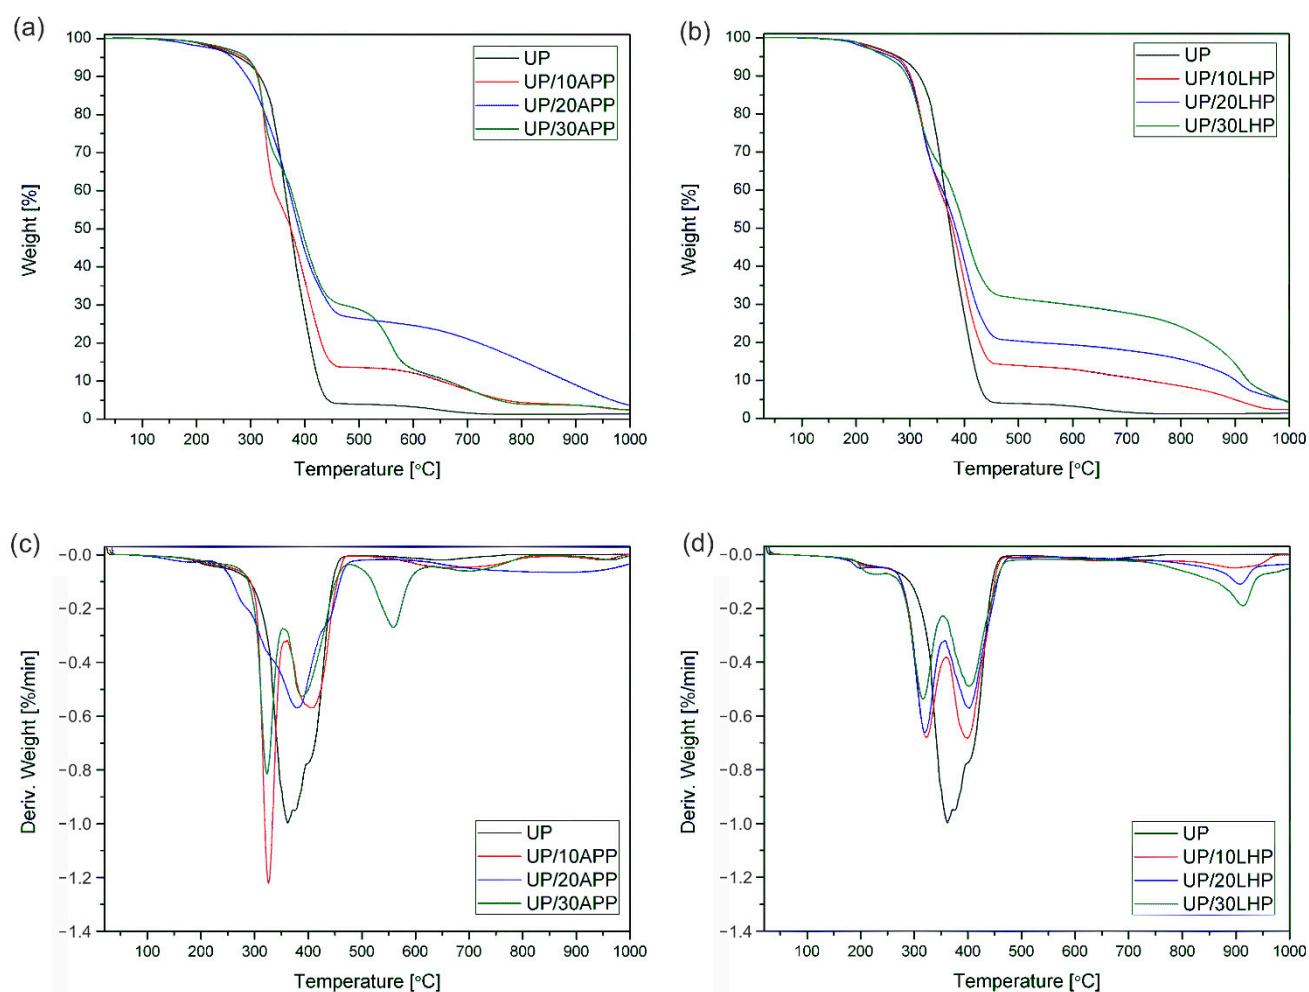 (a)
100
90
80
70
60
50
40
30
20
10
0
Weight [%]
UP
UP/10APP
UP/20APP
UP/30APP
100 200 300 400 500 600 700 800 900 1000
Temperature [°C]
(b)
100
90
80
70
60
50
40
30
20
10
0
Weight [%]
UP
UP/10LHP
UP/20LHP
UP/30LHP
100 200 300 400 500 600 700 800 900 1000
Temperature [°C]
(c)
−0.0
−0.2
−0.4
−0.6
−0.8
−1.0
−1.2
−1.4
Deriv. Weight [%/min]
UP
UP/10APP
UP/20APP
UP/30APP
100 200 300 400 500 600 700 800 900 1000
Temperature [°C]
(d)
−0.0
−0.2
−0.4
−0.6
−0.8
−1.0
−1.2
−1.4
Deriv. Weight [%/min]
UP
UP/10LHP
UP/20LHP
UP/30LHP
100 200 300 400 500 600 700 800 900 1000
Temperature [°C]